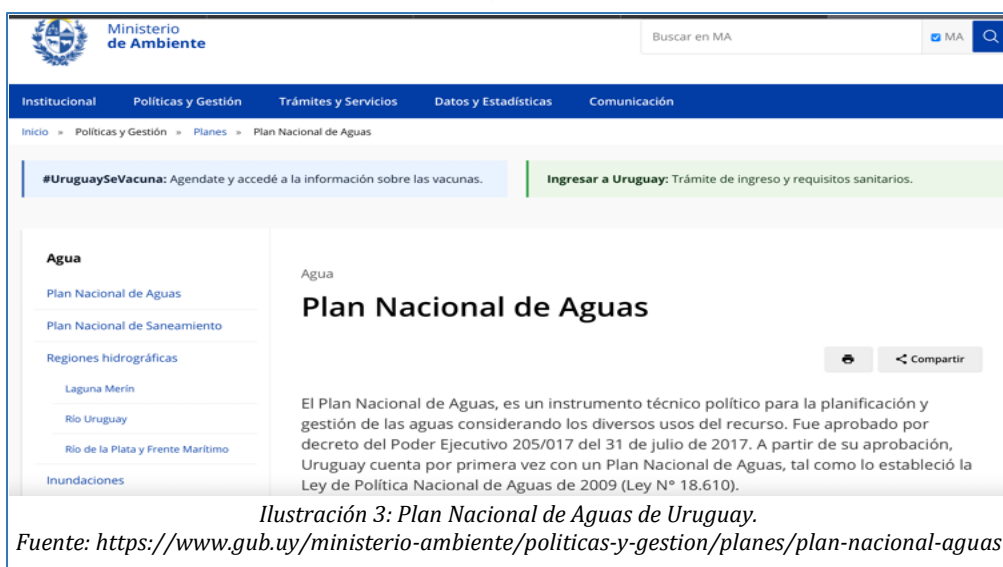 Ministerio
de Ambiente
Buscar en MA
MA
Institucional Políticas y Gestión Trámites y Servicios Datos y Estadísticas Comunicación
Inicio » Políticas y Gestión » Planes » Plan Nacional de Aguas
#UruguaySeVacuna: Agendate y accedé a la información sobre las vacunas.
Ingresar a Uruguay: Trámite de ingreso y requisitos sanitarios.
Agua
Plan Nacional de Aguas
Plan Nacional de Saneamiento
Regiones hidrográficas
Laguna Merín
Río Uruguay
Río de la Plata y Frente Marítimo
Inundaciones
Agua
Plan Nacional de Aguas
Compartir
El Plan Nacional de Aguas, es un instrumento técnico político para la planificación y
gestión de las aguas considerando los diversos usos del recurso. Fue aprobado por
decreto del Poder Ejecutivo 205/017 del 31 de julio de 2017. A partir de su aprobación,
Uruguay cuenta por primera vez con un Plan Nacional de Aguas, tal como lo estableció la
Ley de Política Nacional de Aguas de 2009 (Ley N° 18.610).
Ilustración 3: Plan Nacional de Aguas de Uruguay.
Fuente: https://www.gub.uy/ministerio-ambiente/politicas-y-gestion/planes/plan-nacional-aguas